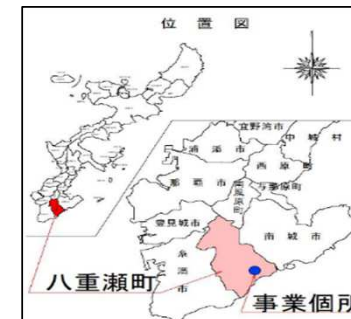 位置図
宜野湾市
中城村
浦添市
西原町
那覇市
与那原町
南風原町
豊見城市
南城市
糸満市
八重瀬町
事業個所